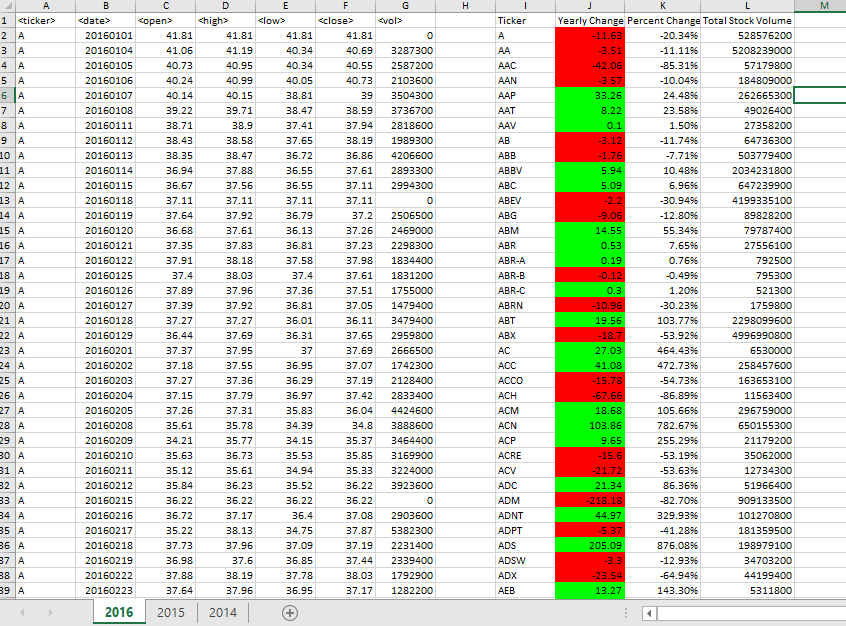 A B C D E F G H I J K L M
1 <ticker> <date> <open> <high> <low> <close> <vol> Ticker Yearly Change Percent Change Total Stock Volume
2 A 20160101 41.81 41.81 41.81 41.81 0 A -11.63 -20.34% 528576200
3 A 20160104 41.06 41.19 40.34 40.69 3287300 AA -3.51 -11.11% 5208239000
4 A 20160105 40.73 40.95 40.34 40.55 2587200 AAC -42.06 -85.31% 57179800
5 A 20160106 40.24 40.99 40.05 40.73 2103600 AAN -3.57 -10.04% 184809000
6 A 20160107 40.14 40.15 38.81 39 3504300 AAP 33.26 24.48% 262665300
7 A 20160108 39.22 39.71 38.47 38.59 3736700 AAT 8.22 23.58% 49026400
8 A 20160111 38.71 38.9 37.41 37.94 2818600 AAV 0.1 1.50% 27358200
9 A 20160112 38.43 38.58 37.65 38.19 1989300 AB -3.12 -11.74% 64736300
10 A 20160113 38.35 38.47 36.72 36.86 4206600 ABB -1.76 -7.71% 503779400
11 A 20160114 36.94 37.88 36.55 37.61 2893300 ABBV 5.94 10.48% 2034231800
12 A 20160115 36.67 37.56 36.55 37.11 2994300 ABC 5.09 6.96% 647239900
13 A 20160118 37.11 37.11 37.11 37.11 0 ABEV -2.2 -30.94% 4199335100
14 A 20160119 37.64 37.92 36.79 37.2 2506500 ABG -9.06 -12.80% 89828200
15 A 20160120 36.68 37.61 36.13 37.26 2469000 ABM 14.55 55.34% 79787400
16 A 20160121 37.35 37.83 36.81 37.23 2298300 ABR 0.53 7.65% 27556100
17 A 20160122 37.91 38.18 37.58 37.98 1834400 ABR-A 0.19 0.76% 792500
18 A 20160125 37.4 38.03 37.4 37.61 1831200 ABR-B -0.12 -0.49% 795300
19 A 20160126 37.89 37.96 37.36 37.51 1755000 ABR-C 0.3 1.20% 521300
20 A 20160127 37.39 37.92 36.81 37.05 1479400 ABRN -10.96 -30.23% 1759800
21 A 20160128 37.27 37.27 36.01 36.11 3479400 ABT 19.56 103.77% 2298099600
22 A 20160129 36.44 37.69 36.31 37.65 2959800 ABX -18.7 -53.92% 4996990800
23 A 20160201 37.37 37.95 37 37.69 2666500 AC 27.03 464.43% 6530000
24 A 20160202 37.18 37.55 36.95 37.07 1742300 ACC 41.08 472.73% 258457600
25 A 20160203 37.27 37.36 36.29 37.19 2128400 ACCO -15.78 -54.73% 163653100
26 A 20160204 37.15 37.79 36.97 37.42 2833400 ACH -67.66 -86.89% 11563400
27 A 20160205 37.26 37.31 35.83 36.04 4424600 ACM 18.68 105.66% 296759000
28 A 20160208 35.61 35.78 34.39 34.8 3888600 ACN 103.86 782.67% 650155300
29 A 20160209 34.21 35.77 34.15 35.37 3464400 ACP 9.65 255.29% 21179200
30 A 20160210 35.63 36.73 35.53 35.85 3169900 ACRE -15.6 -53.19% 35062000
31 A 20160211 35.12 35.61 34.94 35.33 3224000 ACV -21.72 -53.63% 12734300
32 A 20160212 35.84 36.23 35.52 36.22 3923600 ADC 21.34 86.36% 51966400
33 A 20160215 36.22 36.22 36.22 36.22 0 ADM -218.18 -82.70% 909133500
34 A 20160216 36.72 37.17 36.4 37.08 2903600 ADNT 44.97 329.93% 101270800
35 A 20160217 35.22 38.13 34.75 37.87 5382300 ADPT -5.37 -41.28% 181359500
36 A 20160218 37.73 37.96 37.09 37.19 2231400 ADS 205.09 876.08% 198979100
37 A 20160219 36.98 37.6 36.85 37.44 2339400 ADSW -3.3 -12.93% 34703200
38 A 20160222 37.88 38.19 37.78 38.03 1792900 ADX -23.54 -64.94% 44199400
39 A 20160223 37.64 37.96 36.95 37.17 1282200 AEB 13.27 143.30% 5311800
2016 2015 2014